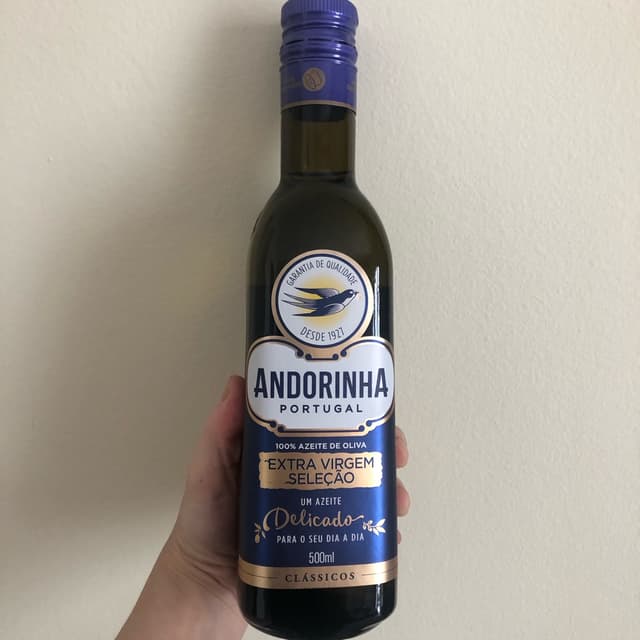 GARANTIA DE QUALIDADE
DESDE 1927
ANDORINHA
PORTUGAL
100% AZEITE DE OLIVA
EXTRA VIRGEM
SELEÇÃO
UM AZEITE
Delicado
PARA O SEU DIA A DIA
500ml
CLÁSSICOS